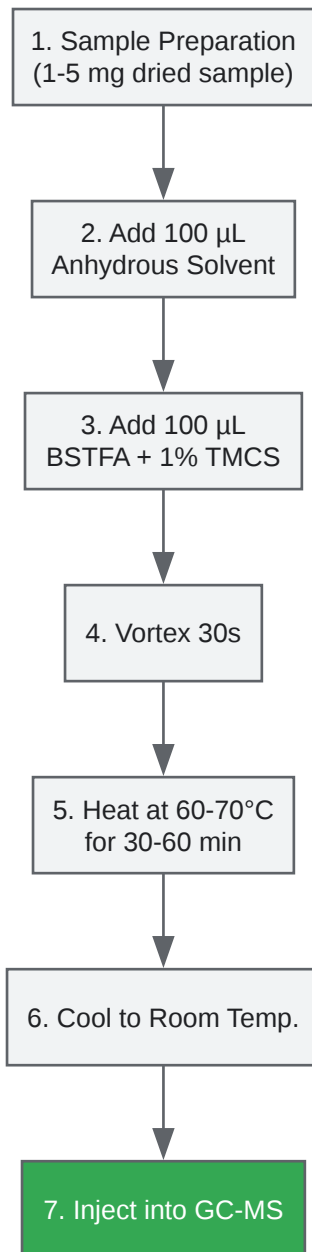 1. Sample Preparation
(1-5 mg dried sample)
2. Add 100 µL
Anhydrous Solvent
3. Add 100 µL
BSTFA + 1% TMCS
4. Vortex 30s
5. Heat at 60-70°C
for 30-60 min
6. Cool to Room Temp.
7. Inject into GC-MS